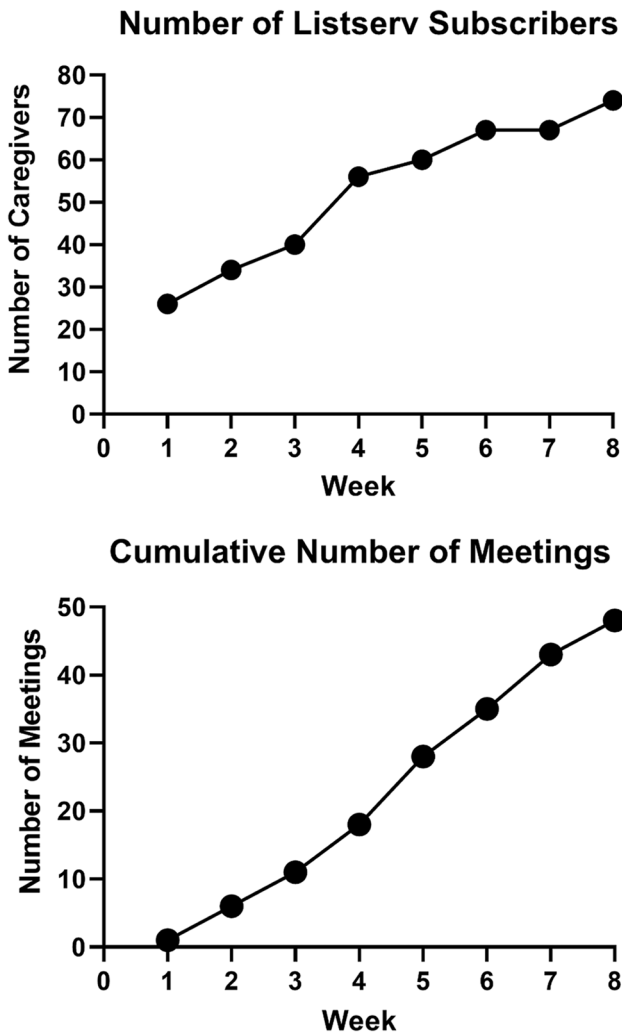 Number of Listserv Subscribers
Number of Caregivers
80
70
60
50
40
30
20
10
0
0 1 2 3 4 5 6 7 8
Week
Cumulative Number of Meetings
Number of Meetings
50
40
30
20
10
0
0 1 2 3 4 5 6 7 8
Week